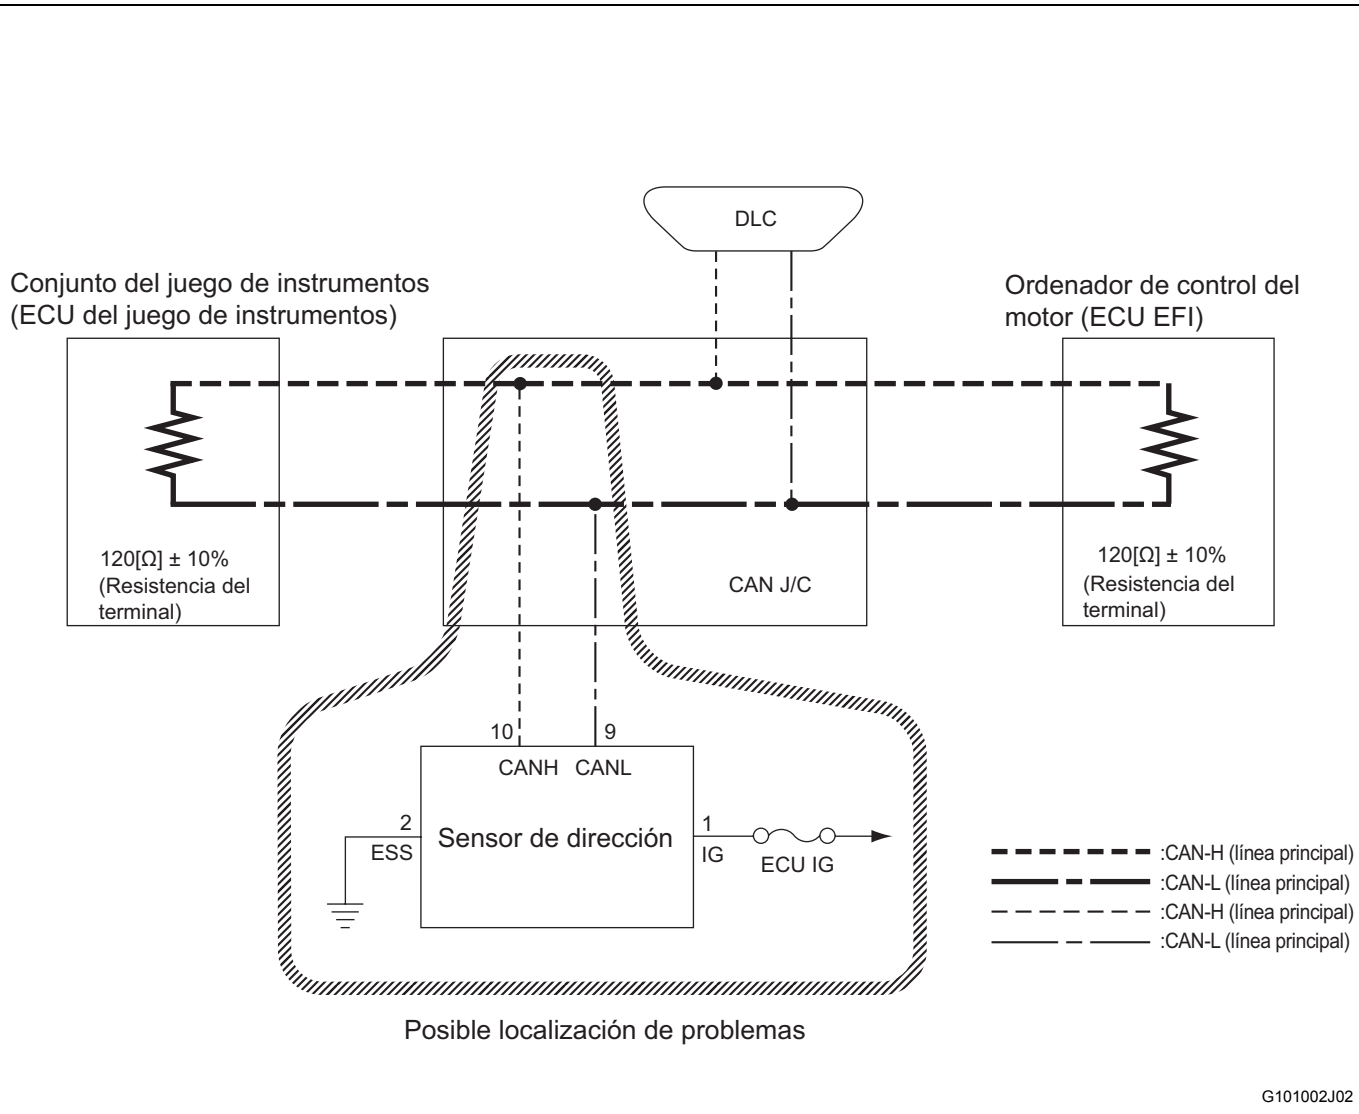 DLC
Conjunto del juego de instrumentos
(ECU del juego de instrumentos)
Ordenador de control del
motor (ECU EFI)
120[Ω] ± 10%
(Resistencia del
terminal)
CAN J/C
120[Ω] ± 10%
(Resistencia del
terminal)
10
9
CANH
CANL
2
ESS
Sensor de dirección
1
IG
ECU IG
:CAN-H (línea principal)
:CAN-L (línea principal)
:CAN-H (línea principal)
:CAN-L (línea principal)
Posible localización de problemas
G101002J02